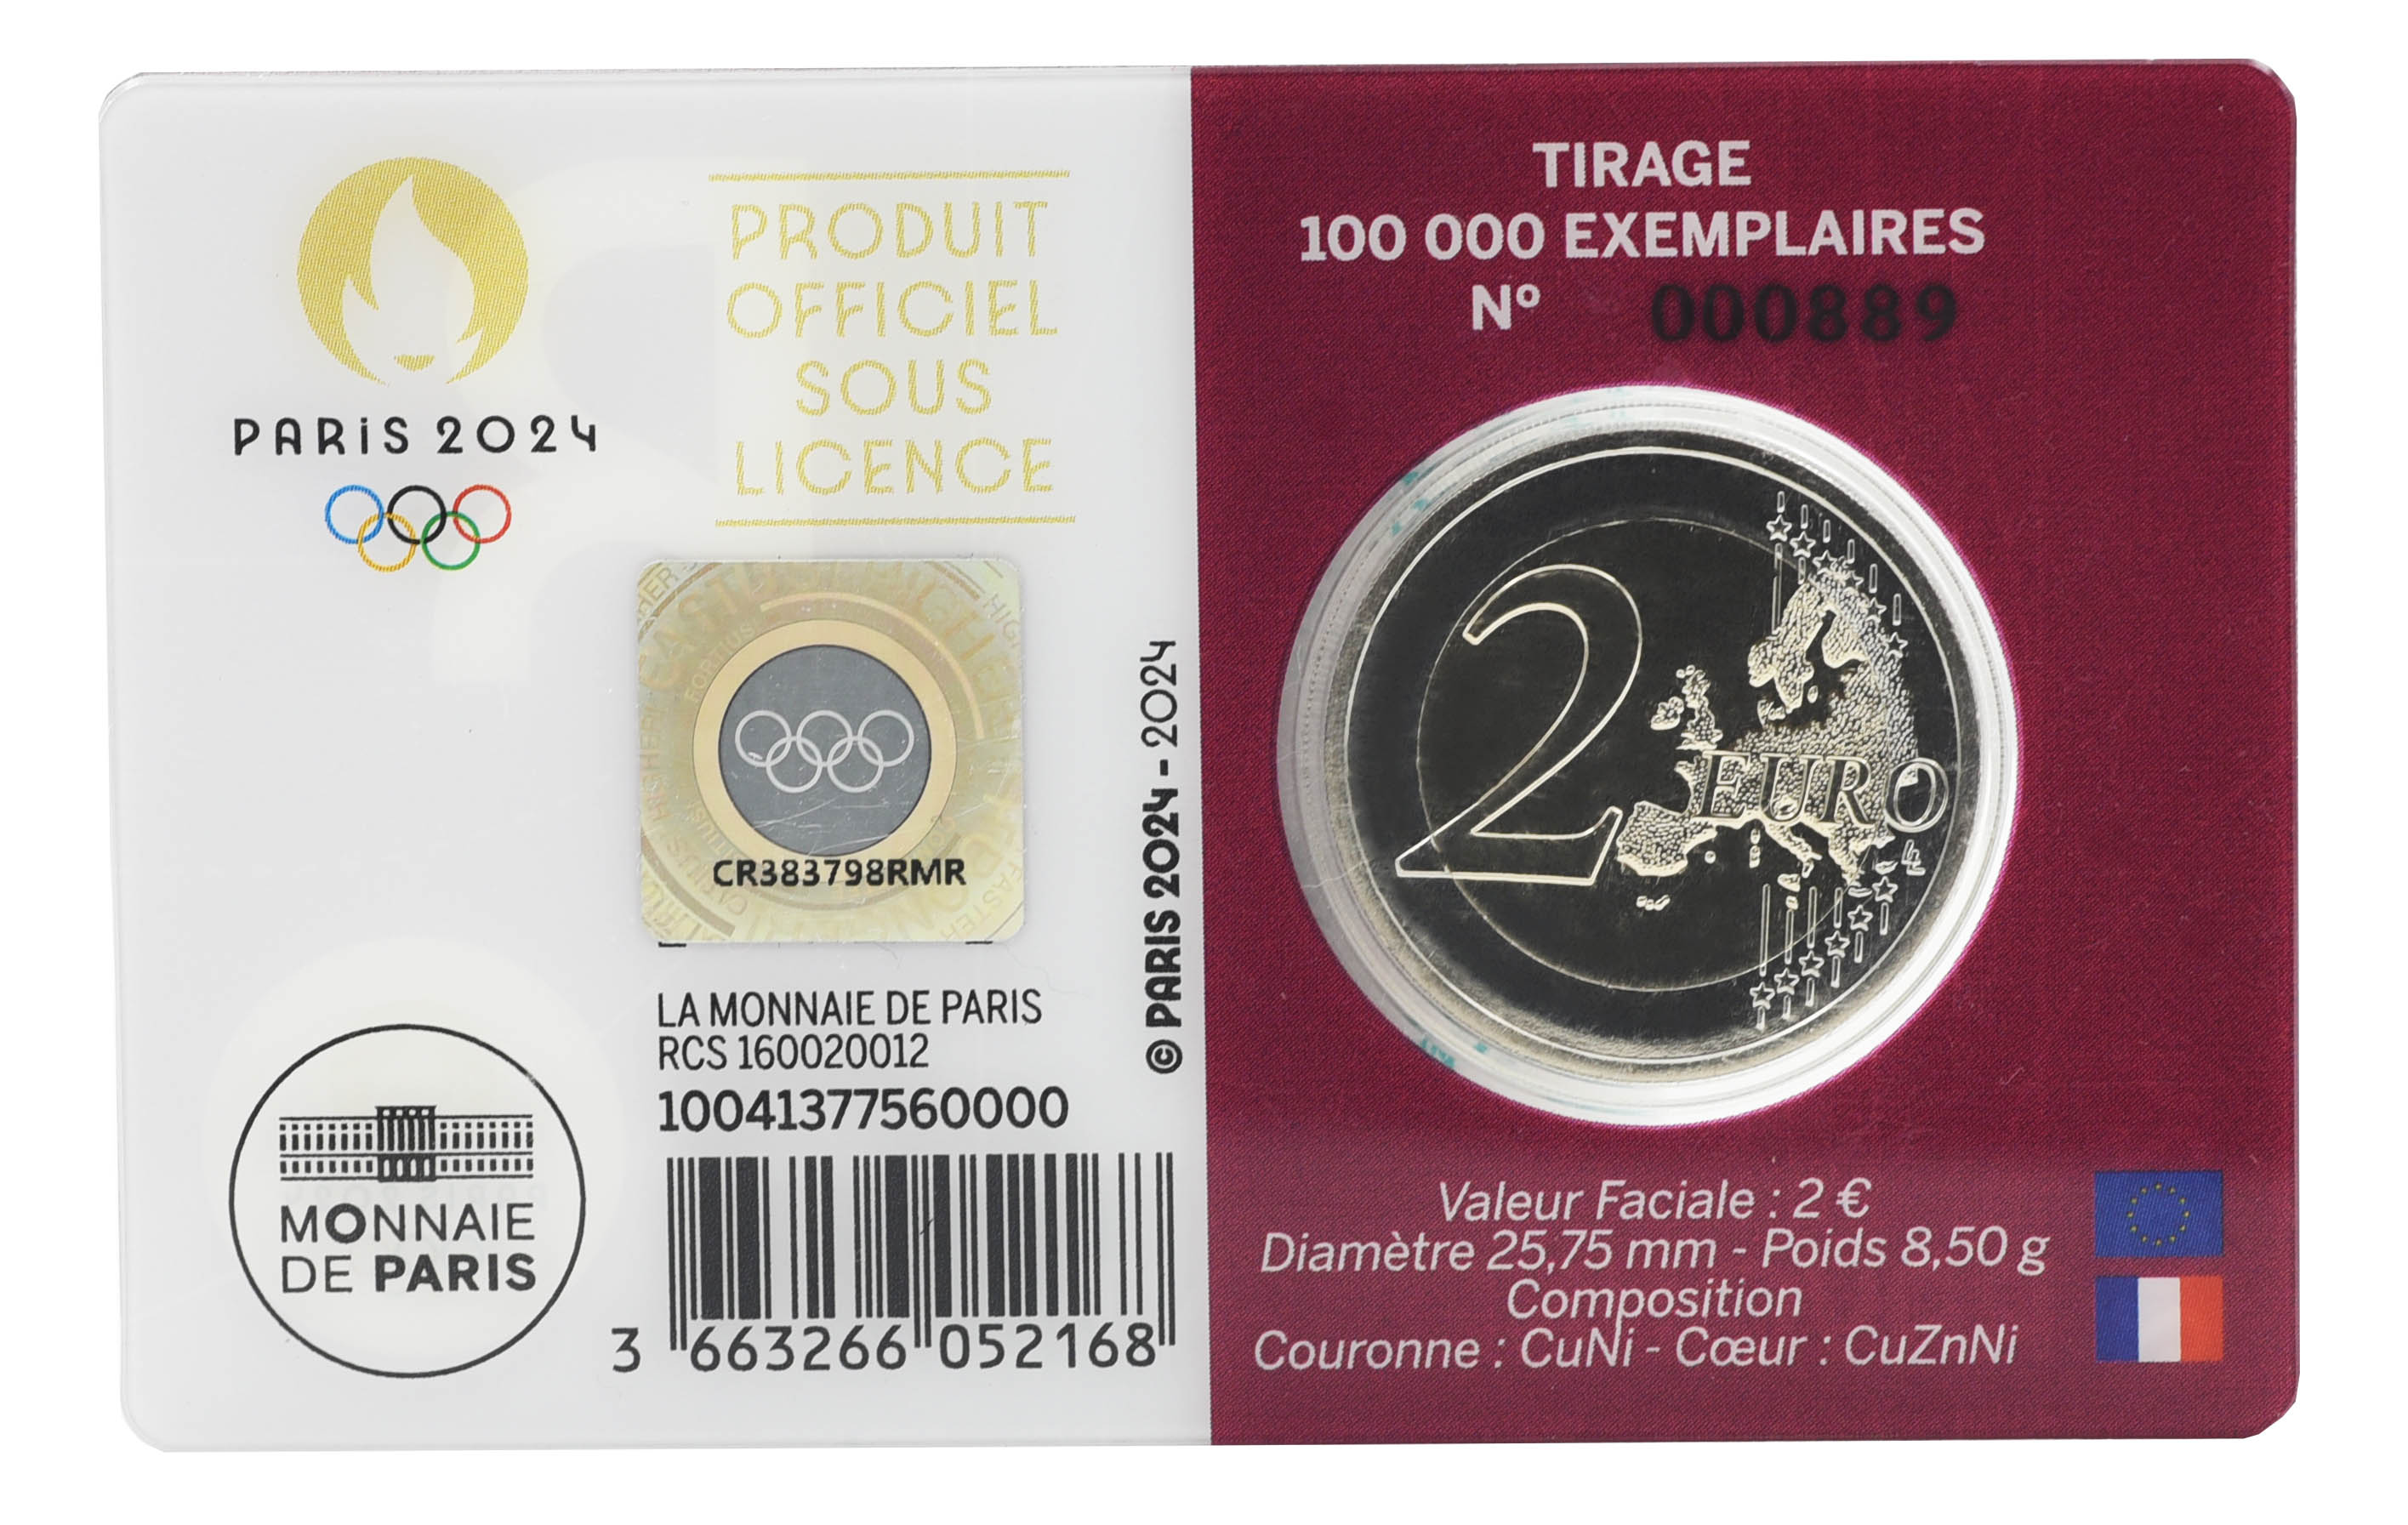 PARIS 2024
PRODUIT
OFFICIEL
SOUS
LICENCE
FORTIUS
CR383798RMR
LA MONNAIE DE PARIS
RCS 160020012
10041377560000
3 663266 052168
© PARIS 2024 - 2024
MONNAIE
DE PARIS
TIRAGE
100 000 EXEMPLAIRES
Nº 000889
2 EURO
Valeur Faciale : 2 €
Diamètre 25,75 mm - Poids 8,50 g
Composition
Couronne : CuNi - Cœur : CuZnNi